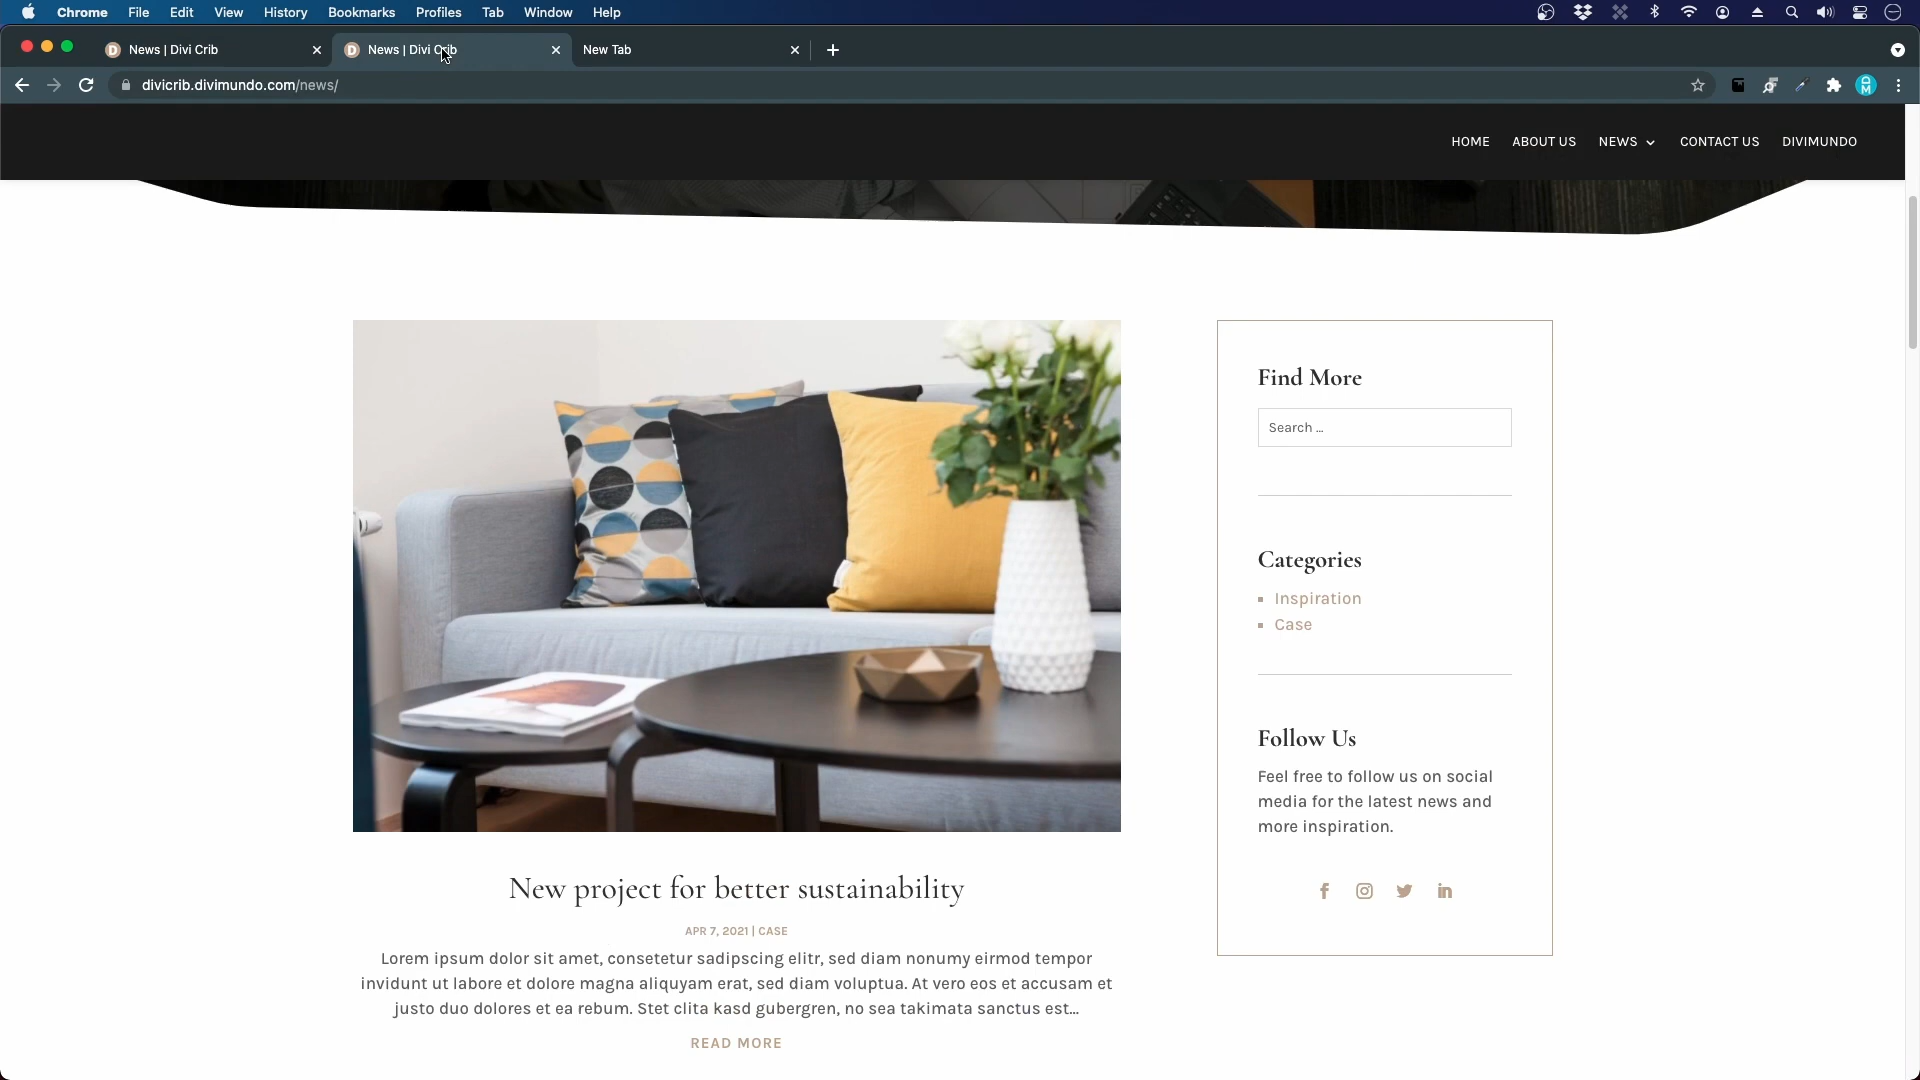 Chrome File Edit View History Bookmarks Profiles Tab Window Help
D News | Divi Crib
D News | Divi Crib
New Tab
divicrib.divimundo.com/news/
DM
HOME ABOUT US NEWS CONTACT US DIVIMUNDO
Find More
Search ...
Categories
Inspiration
Case
Follow Us
Feel free to follow us on social
media for the latest news and
more inspiration.
New project for better sustainability
APR 7, 2021 | CASE
Lorem ipsum dolor sit amet, consetetur sadipscing elitr, sed diam nonumy eirmod tempor
invidunt ut labore et dolore magna aliquyam erat, sed diam voluptua. At vero eos et accusam et
justo duo dolores et ea rebum. Stet clita kasd gubergren, no sea takimata sanctus est...
READ MORE